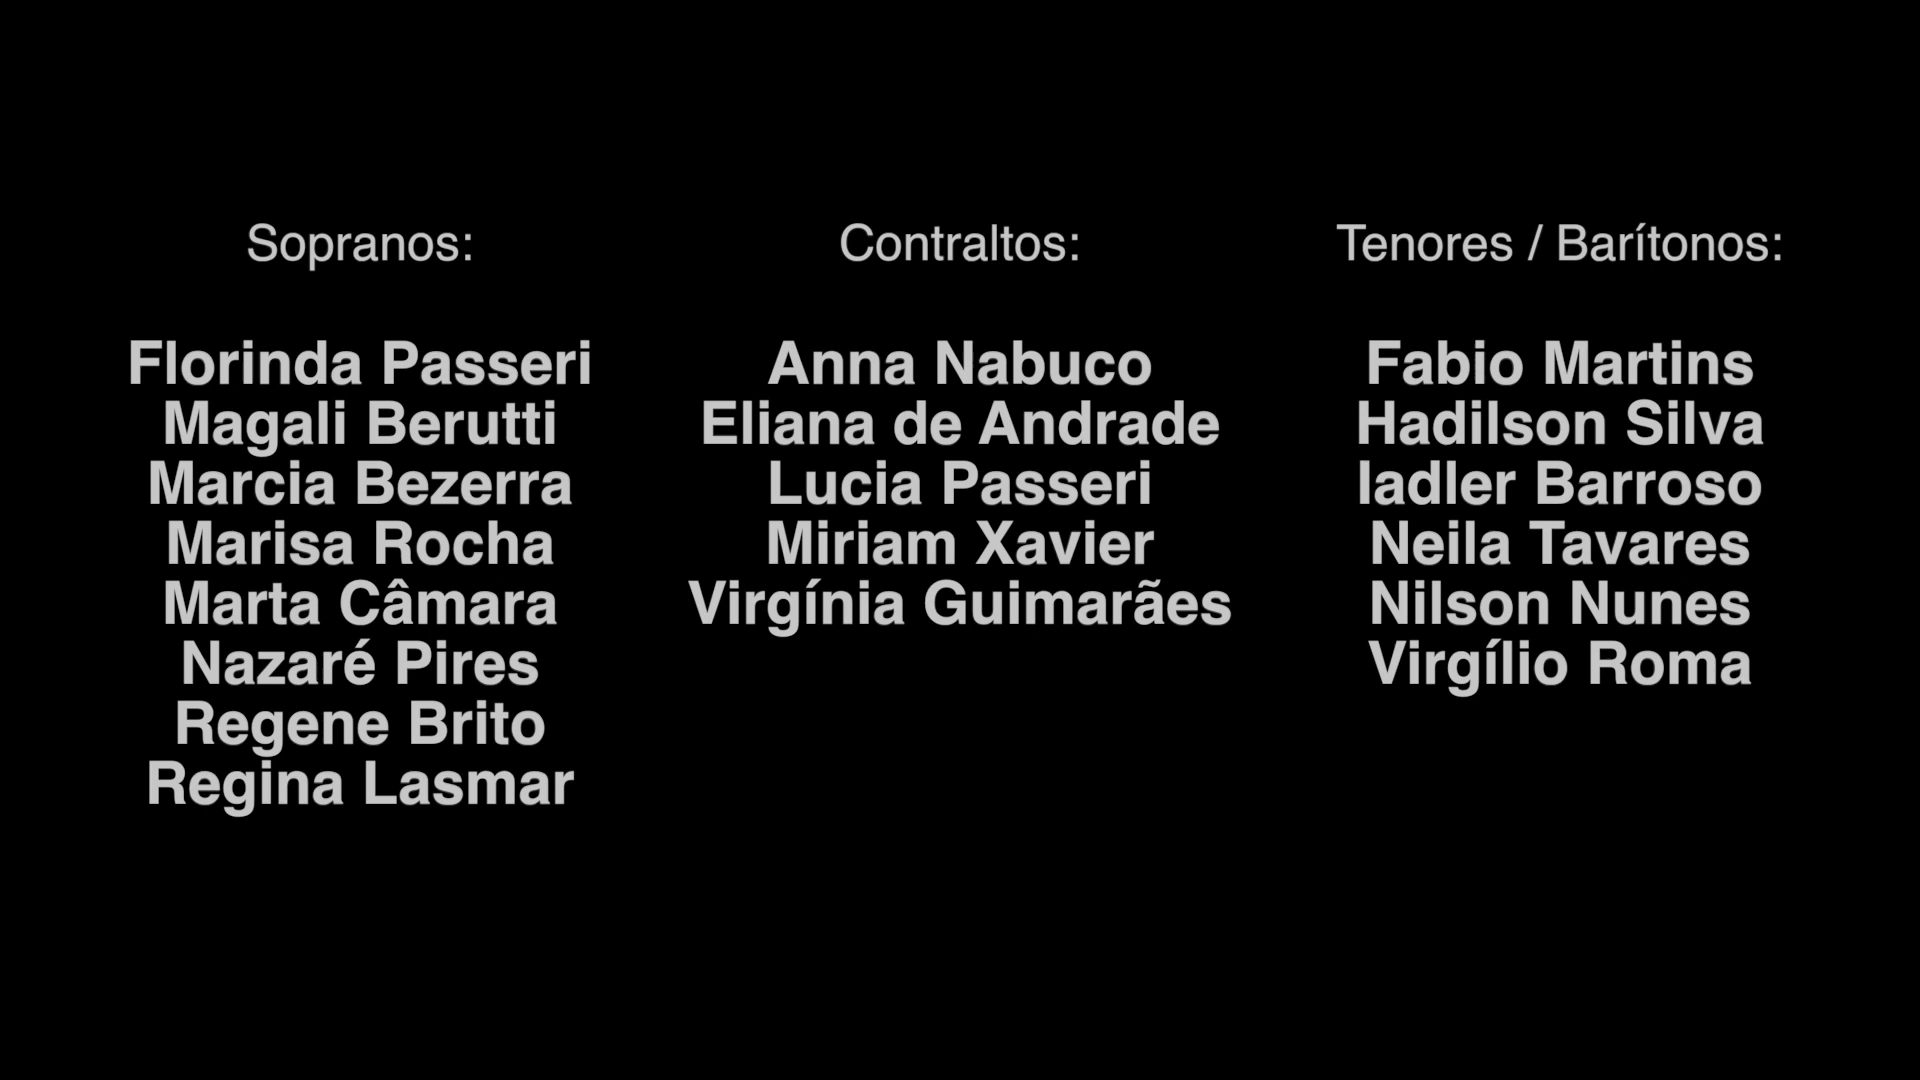 Sopranos:
Florinda Passeri
Magali Berutti
Marcia Bezerra
Marisa Rocha
Marta Câmara
Nazaré Pires
Regene Brito
Regina Lasmar
Contraltos:
Anna Nabuco
Eliana de Andrade
Lucia Passeri
Miriam Xavier
Virgínia Guimarães
Tenores / Barítonos:
Fabio Martins
Hadilson Silva
Iadler Barroso
Neila Tavares
Nilson Nunes
Virgílio Roma